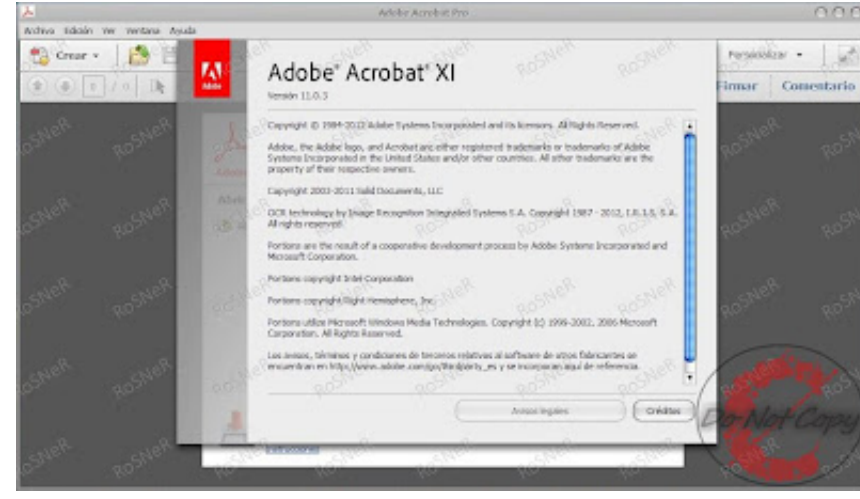 Adobe Acrobat Pro
Archivo Edición Ver Ventana Ayuda
Crear
Personalizar
Firmar Comentario
Adobe
Adobe® Acrobat® XI
Versión 11.0.3
Copyright © 1984-2012 Adobe Systems Incorporated and its licensors. All Rights Reserved.
Adobe, the Adobe logo, and Acrobat are either registered trademarks or trademarks of Adobe
Systems Incorporated in the United States and/or other countries. All other trademarks are the
property of their respective owners.
Copyright 2003-2011 Solid Documents, LLC
OCR technology by Image Recognition Integrated Systems S.A. Copyright 1987 - 2012, I.R.I.S, S.A.
All rights reserved.
Portions are the result of a cooperative development process by Adobe Systems Incorporated and
Microsoft Corporation.
Portions copyright Intel Corporation
Portions copyright Right Hemisphere, Inc.
Portions utilize Microsoft Windows Media Technologies. Copyright (c) 1999-2002, 2006 Microsoft
Corporation. All Rights Reserved.
Los avisos, términos y condiciones de terceros relativos al software de otros fabricantes se
encuentran en http://www.adobe.com/go/thirdparty_es y se incorporan aquí de referencia.
Avisos legales
Créditos
Do Not Copy
RoSNeR